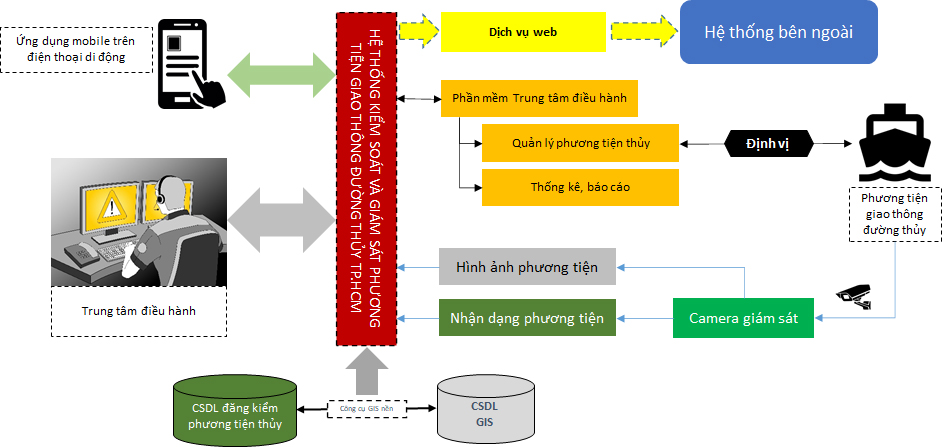 Ứng dụng mobile trên
điện thoại di động
HỆ THỐNG KIỂM SOÁT VÀ GIÁM SÁT PHƯƠNG
TIỆN GIAO THÔNG ĐƯỜNG THỦY TP.HCM
Dịch vụ web
Hệ thống bên ngoài
Phần mềm Trung tâm điều hành
Quản lý phương tiện thủy
Định vị
Thống kê, báo cáo
Phương tiện
giao thông
đường thủy
Trung tâm điều hành
Hình ảnh phương tiện
Nhận dạng phương tiện
Camera giám sát
CSDL đăng kiểm
phương tiện thủy
Công cụ GIS nền
CSDL
GIS